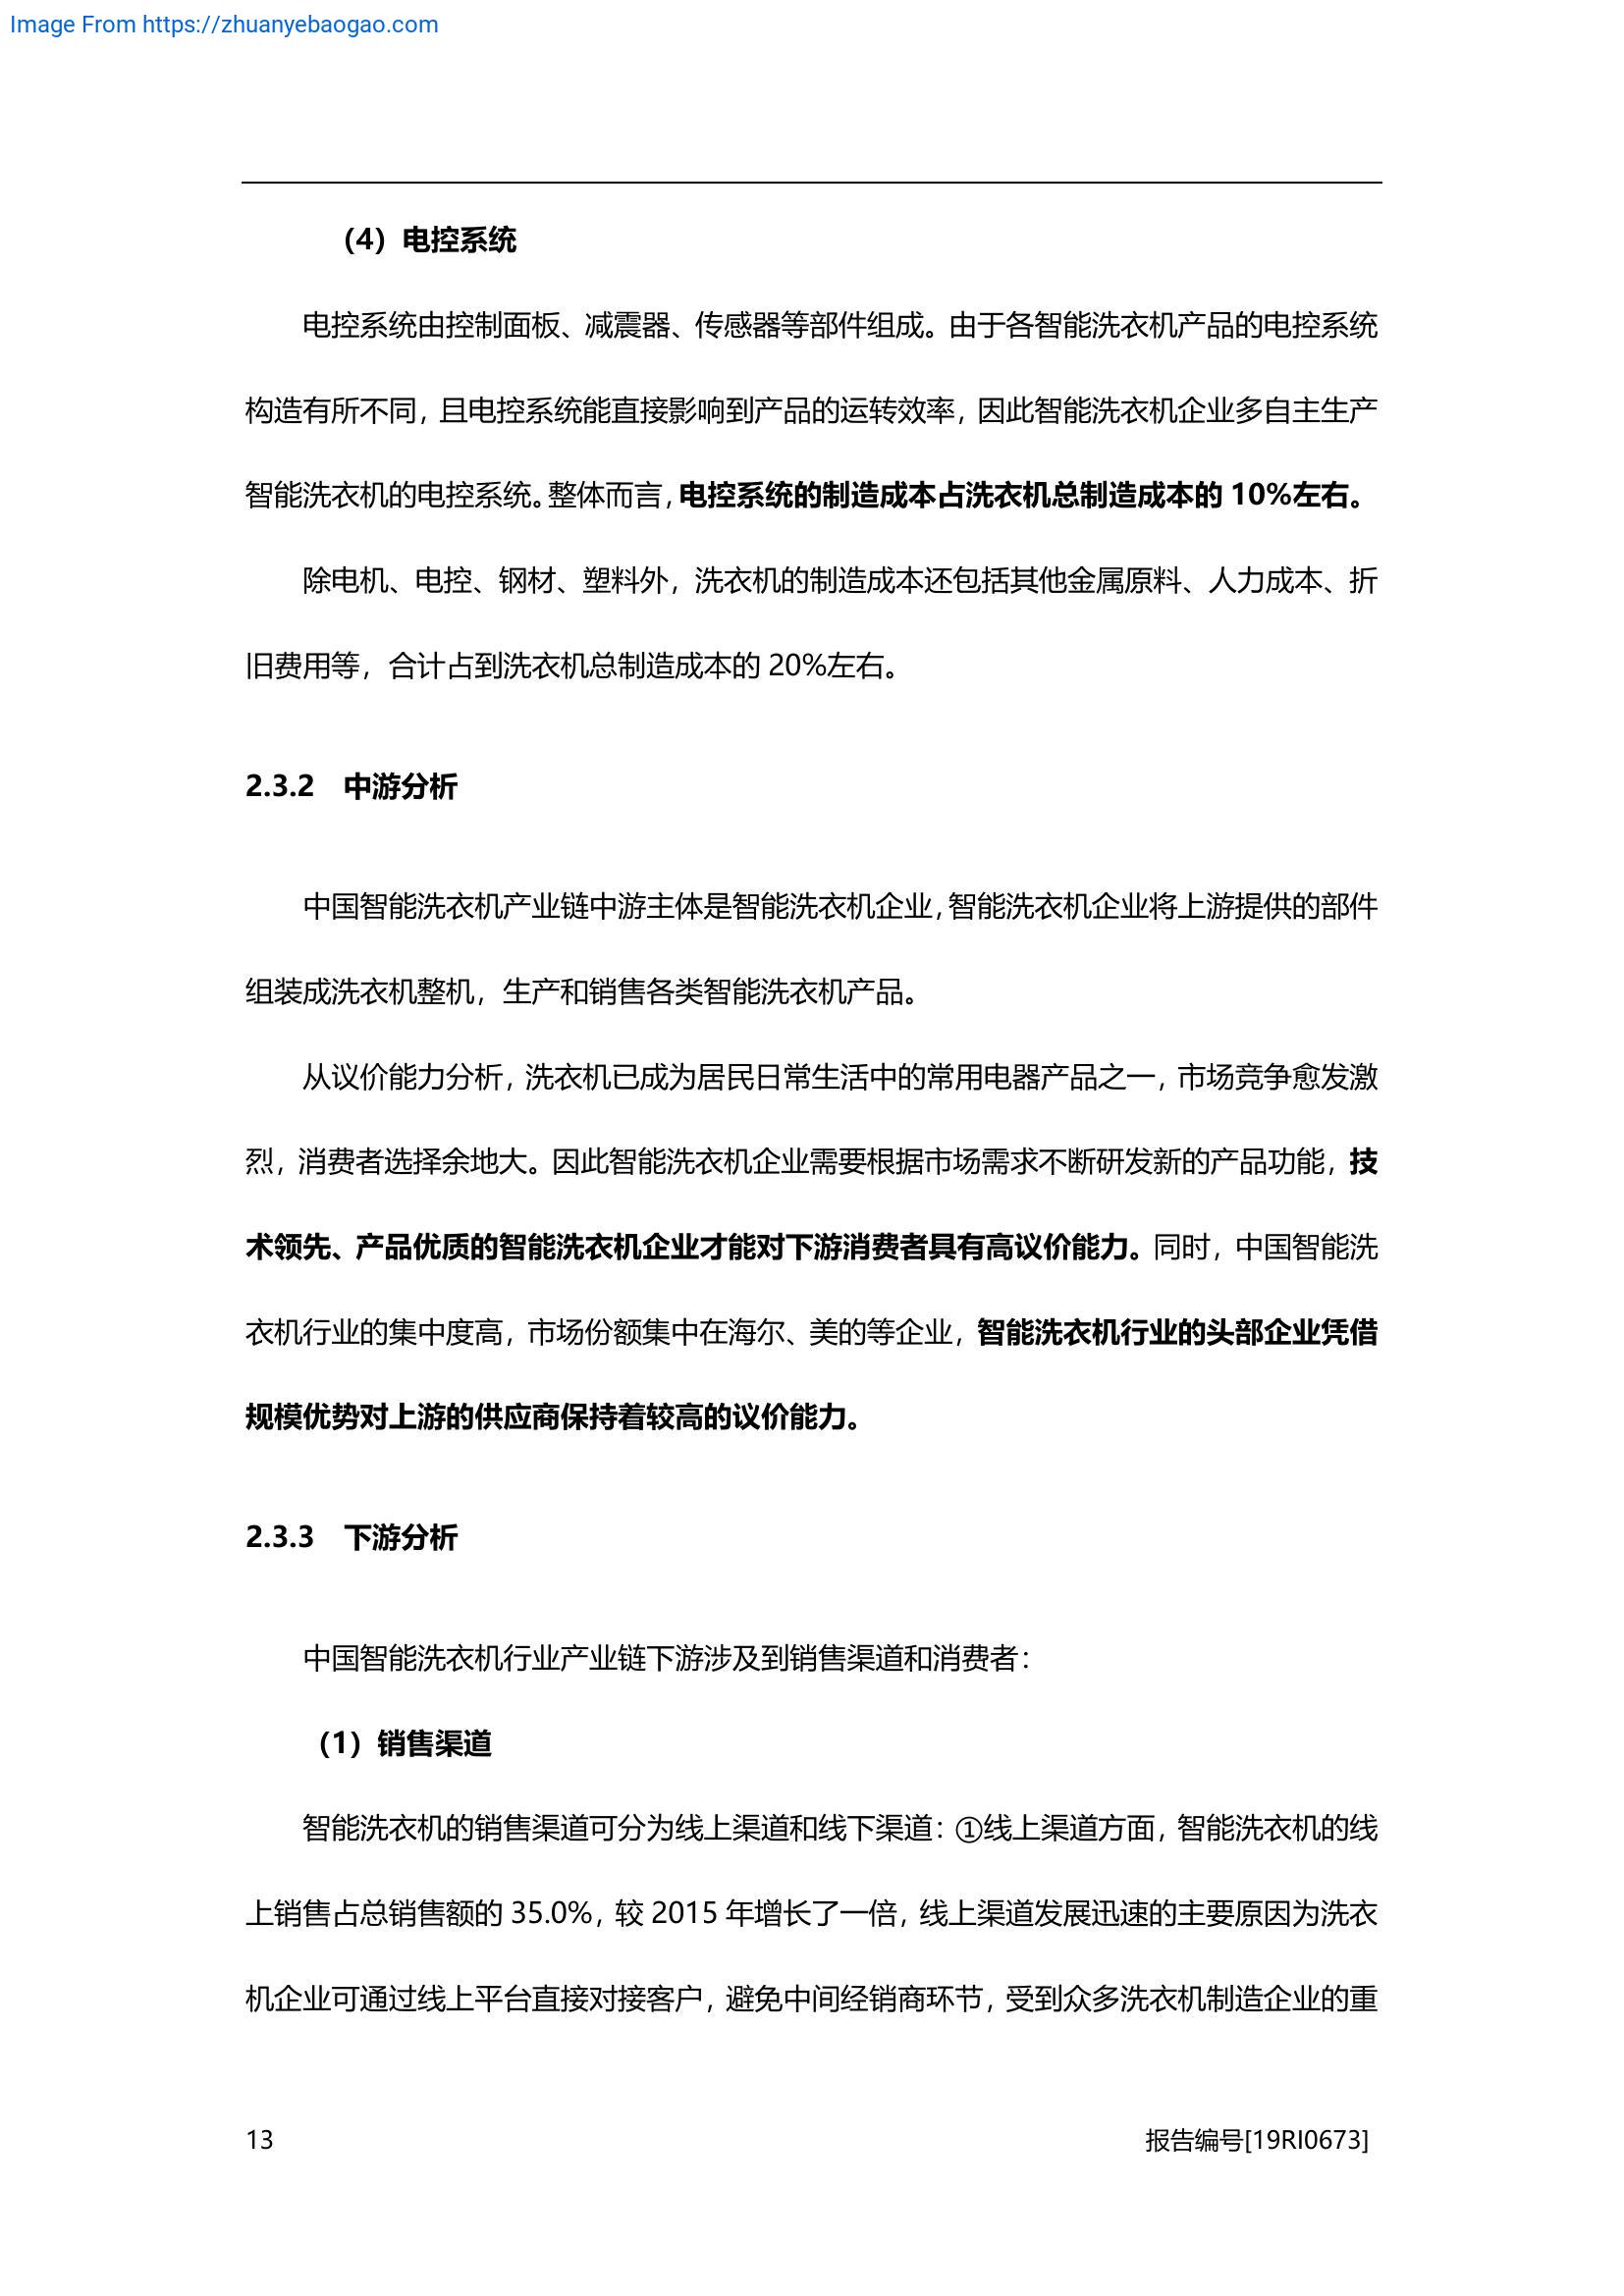 Image From https://zhuanyebaogao.com
（4）电控系统
电控系统由控制面板、减震器、传感器等部件组成。由于各智能洗衣机产品的电控系统
构造有所不同，且电控系统能直接影响到产品的运转效率，因此智能洗衣机企业多自主生产
智能洗衣机的电控系统。整体而言，电控系统的制造成本占洗衣机总制造成本的 10%左右。
除电机、电控、钢材、塑料外，洗衣机的制造成本还包括其他金属原料、人力成本、折
旧费用等，合计占到洗衣机总制造成本的 20%左右。
2.3.2 中游分析
中国智能洗衣机产业链中游主体是智能洗衣机企业，智能洗衣机企业将上游提供的部件
组装成洗衣机整机，生产和销售各类智能洗衣机产品。
从议价能力分析，洗衣机已成为居民日常生活中的常用电器产品之一，市场竞争愈发激
烈，消费者选择余地大。因此智能洗衣机企业需要根据市场需求不断研发新的产品功能，技
术领先、产品优质的智能洗衣机企业才能对下游消费者具有高议价能力。同时，中国智能洗
衣机行业的集中度高，市场份额集中在海尔、美的等企业，智能洗衣机行业的头部企业凭借
规模优势对上游的供应商保持着较高的议价能力。
2.3.3 下游分析
中国智能洗衣机行业产业链下游涉及到销售渠道和消费者：
（1）销售渠道
智能洗衣机的销售渠道可分为线上渠道和线下渠道：①线上渠道方面，智能洗衣机的线
上销售占总销售额的 35.0%，较 2015 年增长了一倍，线上渠道发展迅速的主要原因为洗衣
机企业可通过线上平台直接对接客户，避免中间经销商环节，受到众多洗衣机制造企业的重
13 报告编号[19RI0673]